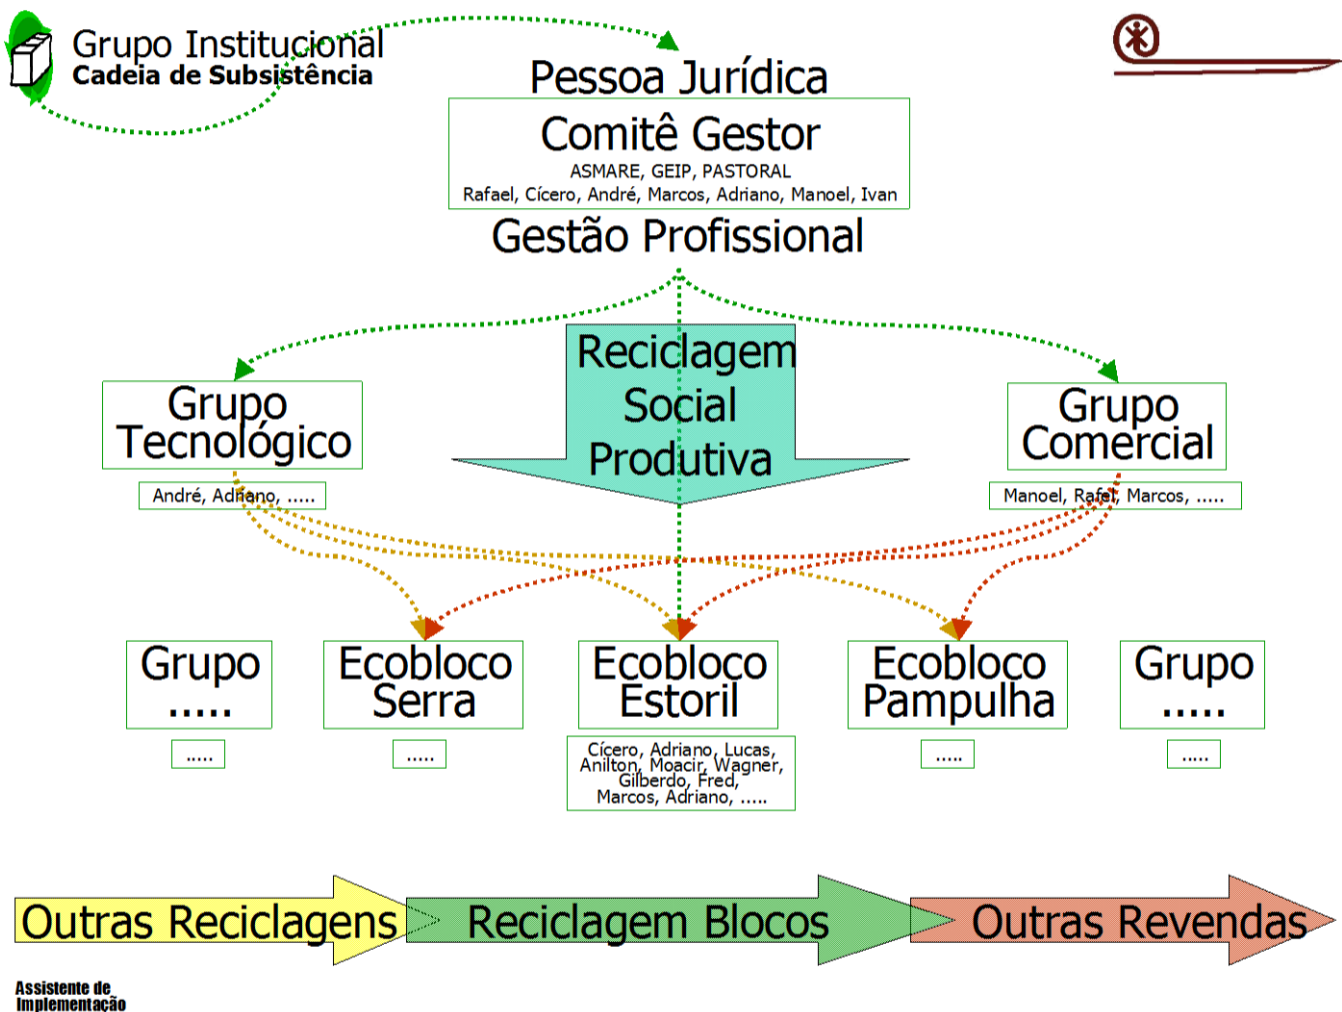 Grupo Institucional
Cadeia de Subsistência
Pessoa Jurídica
Comitê Gestor
ASMARE, GEIP, PASTORAL
Rafael, Cícero, André, Marcos, Adriano, Manoel, Ivan
Gestão Profissional
Reciclagem
Social
Produtiva
Grupo
Tecnológico
André, Adriano, .....
Grupo
Comercial
Manoel, Rafel, Marcos, .....
Grupo
.....
.....
Ecobloco
Serra
.....
Ecobloco
Estoril
Cícero, Adriano, Lucas,
Anilton, Moacir, Wagner,
Gilberdo, Fred,
Marcos, Adriano, .....
Ecobloco
Pampulha
.....
Grupo
.....
.....
Outras Reciclagens
Reciclagem Blocos
Outras Revendas
Assistente de
Implementação